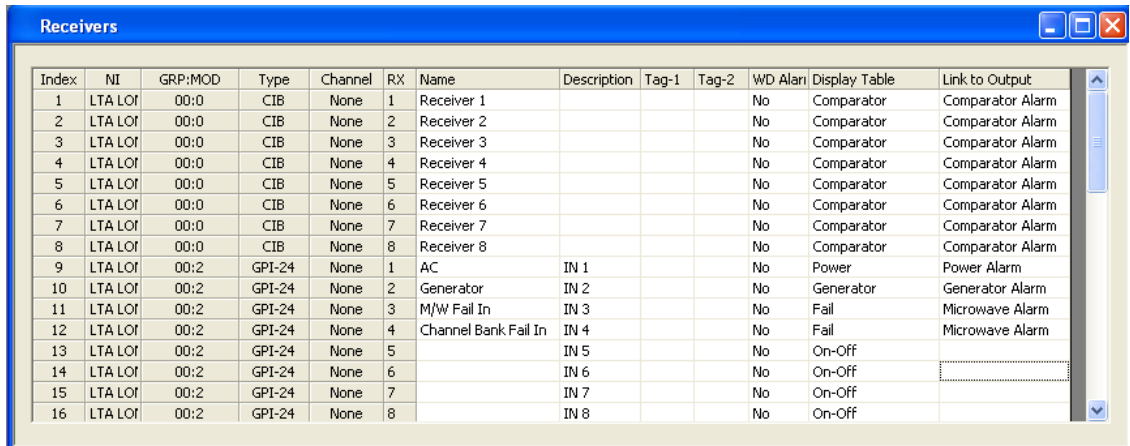 Receivers
Index NI GRP:MOD Type Channel RX Name Description Tag-1 Tag-2 WD Aları Display Table Link to Output
1 LTA LOI 00:0 CIB None 1 Receiver 1 No Comparator Comparator Alarm
2 LTA LOI 00:0 CIB None 2 Receiver 2 No Comparator Comparator Alarm
3 LTA LOI 00:0 CIB None 3 Receiver 3 No Comparator Comparator Alarm
4 LTA LOI 00:0 CIB None 4 Receiver 4 No Comparator Comparator Alarm
5 LTA LOI 00:0 CIB None 5 Receiver 5 No Comparator Comparator Alarm
6 LTA LOI 00:0 CIB None 6 Receiver 6 No Comparator Comparator Alarm
7 LTA LOI 00:0 CIB None 7 Receiver 7 No Comparator Comparator Alarm
8 LTA LOI 00:0 CIB None 8 Receiver 8 No Comparator Comparator Alarm
9 LTA LOI 00:2 GPI-24 None 1 AC IN 1 No Power Power Alarm
10 LTA LOI 00:2 GPI-24 None 2 Generator IN 2 No Generator Generator Alarm
11 LTA LOI 00:2 GPI-24 None 3 M/W Fail In IN 3 No Fail Microwave Alarm
12 LTA LOI 00:2 GPI-24 None 4 Channel Bank Fail In IN 4 No Fail Microwave Alarm
13 LTA LOI 00:2 GPI-24 None 5 IN 5 No On-Off
14 LTA LOI 00:2 GPI-24 None 6 IN 6 No On-Off
15 LTA LOI 00:2 GPI-24 None 7 IN 7 No On-Off
16 LTA LOI 00:2 GPI-24 None 8 IN 8 No On-Off